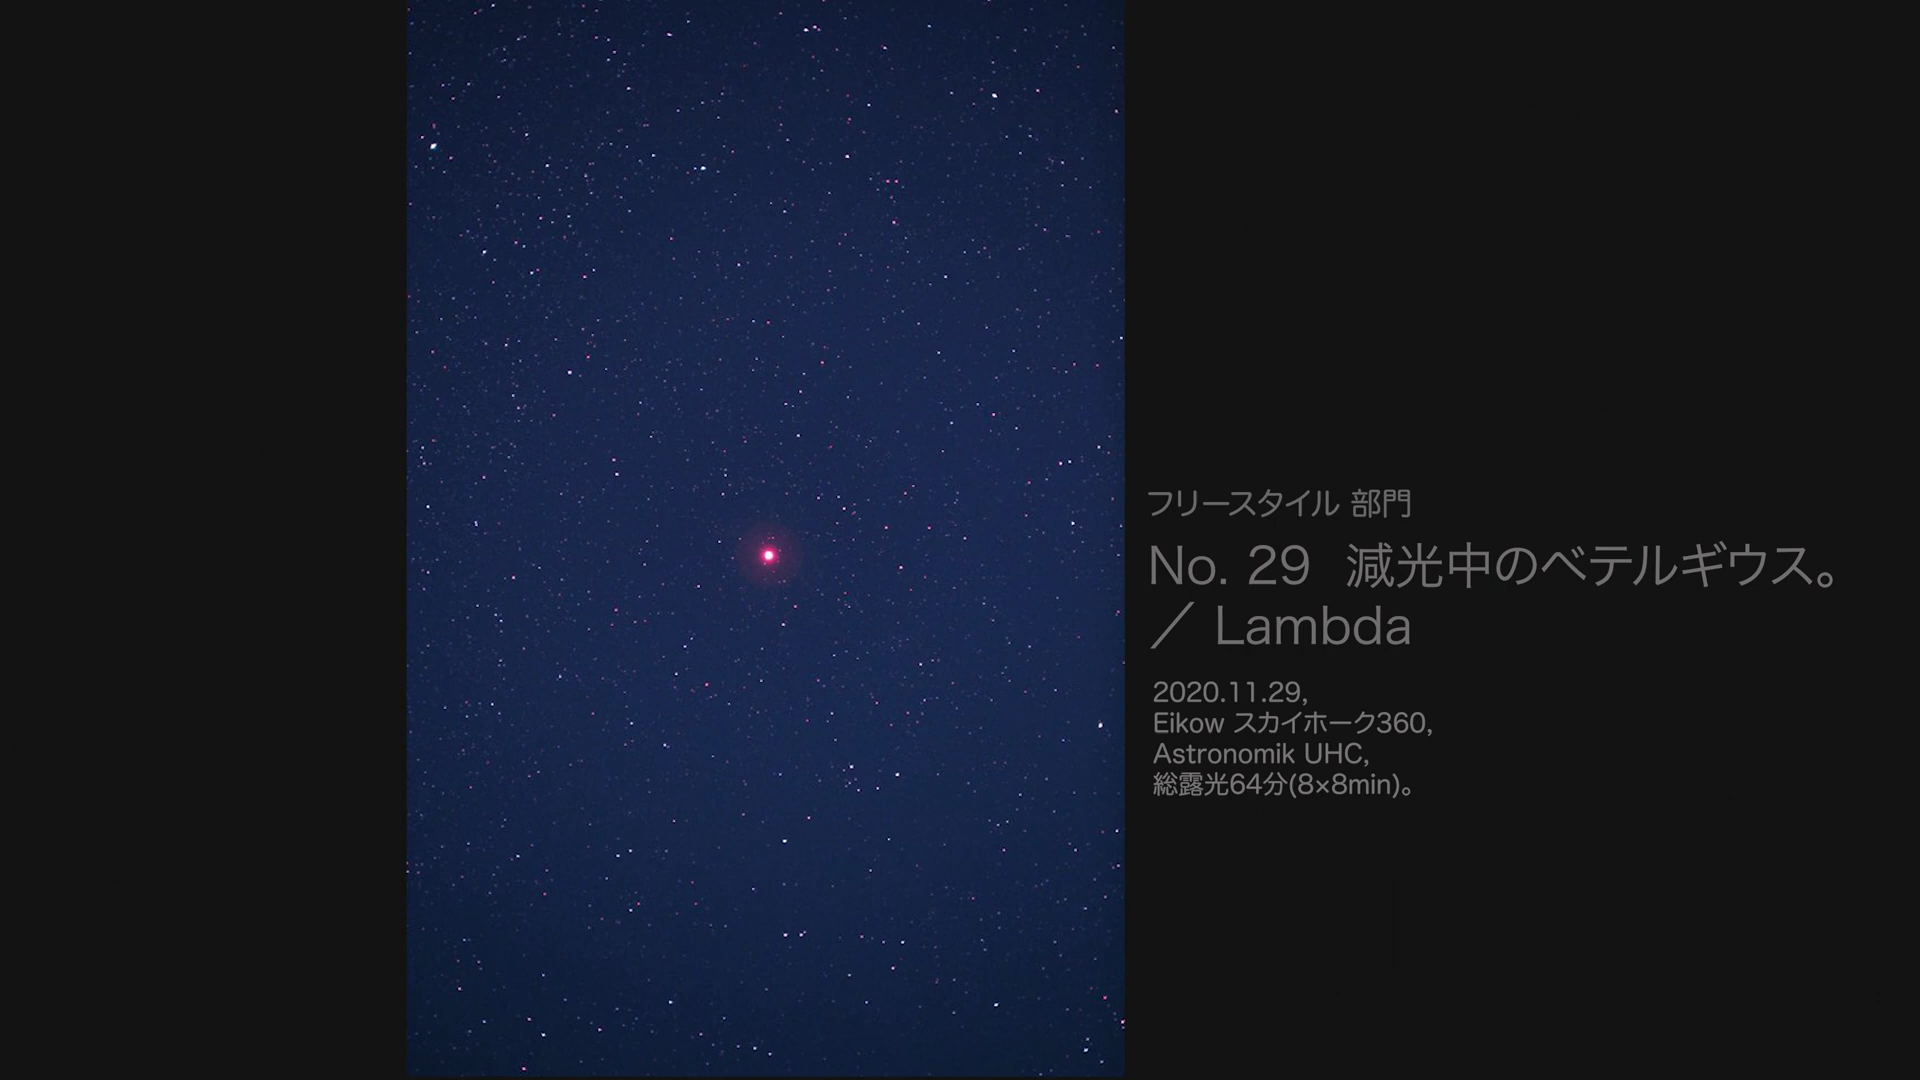 フリースタイル 部門
No. 29 減光中のベテルギウス。
／ Lambda
2020.11.29,
Eikow スカイホーク360,
Astronomik UHC,
総露光64分(8×8min)。